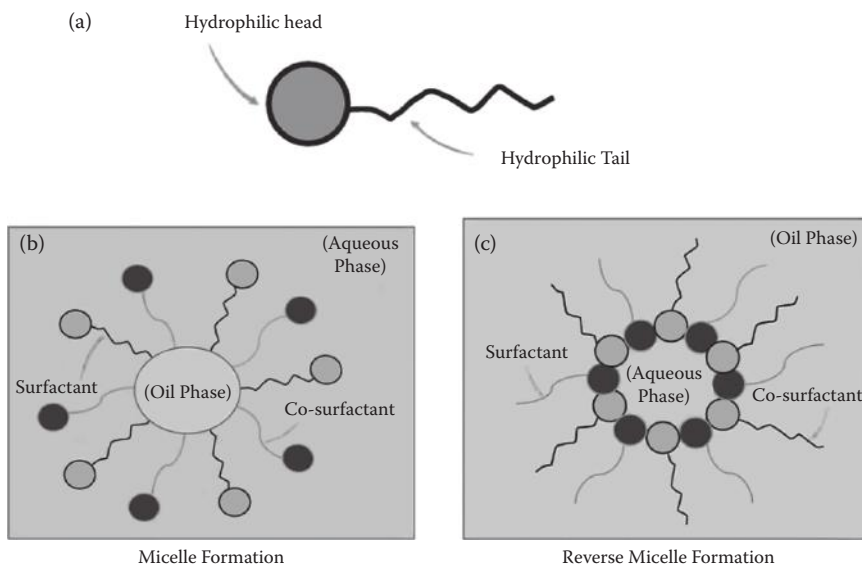 (a)
Hydrophilic head
Hydrophilic Tail
(b)
(Aqueous
Phase)
Surfactant
(Oil Phase)
Co-surfactant
Micelle Formation
(c)
(Oil Phase)
Surfactant
(Aqueous
Phase)
Co-surfactant
Reverse Micelle Formation